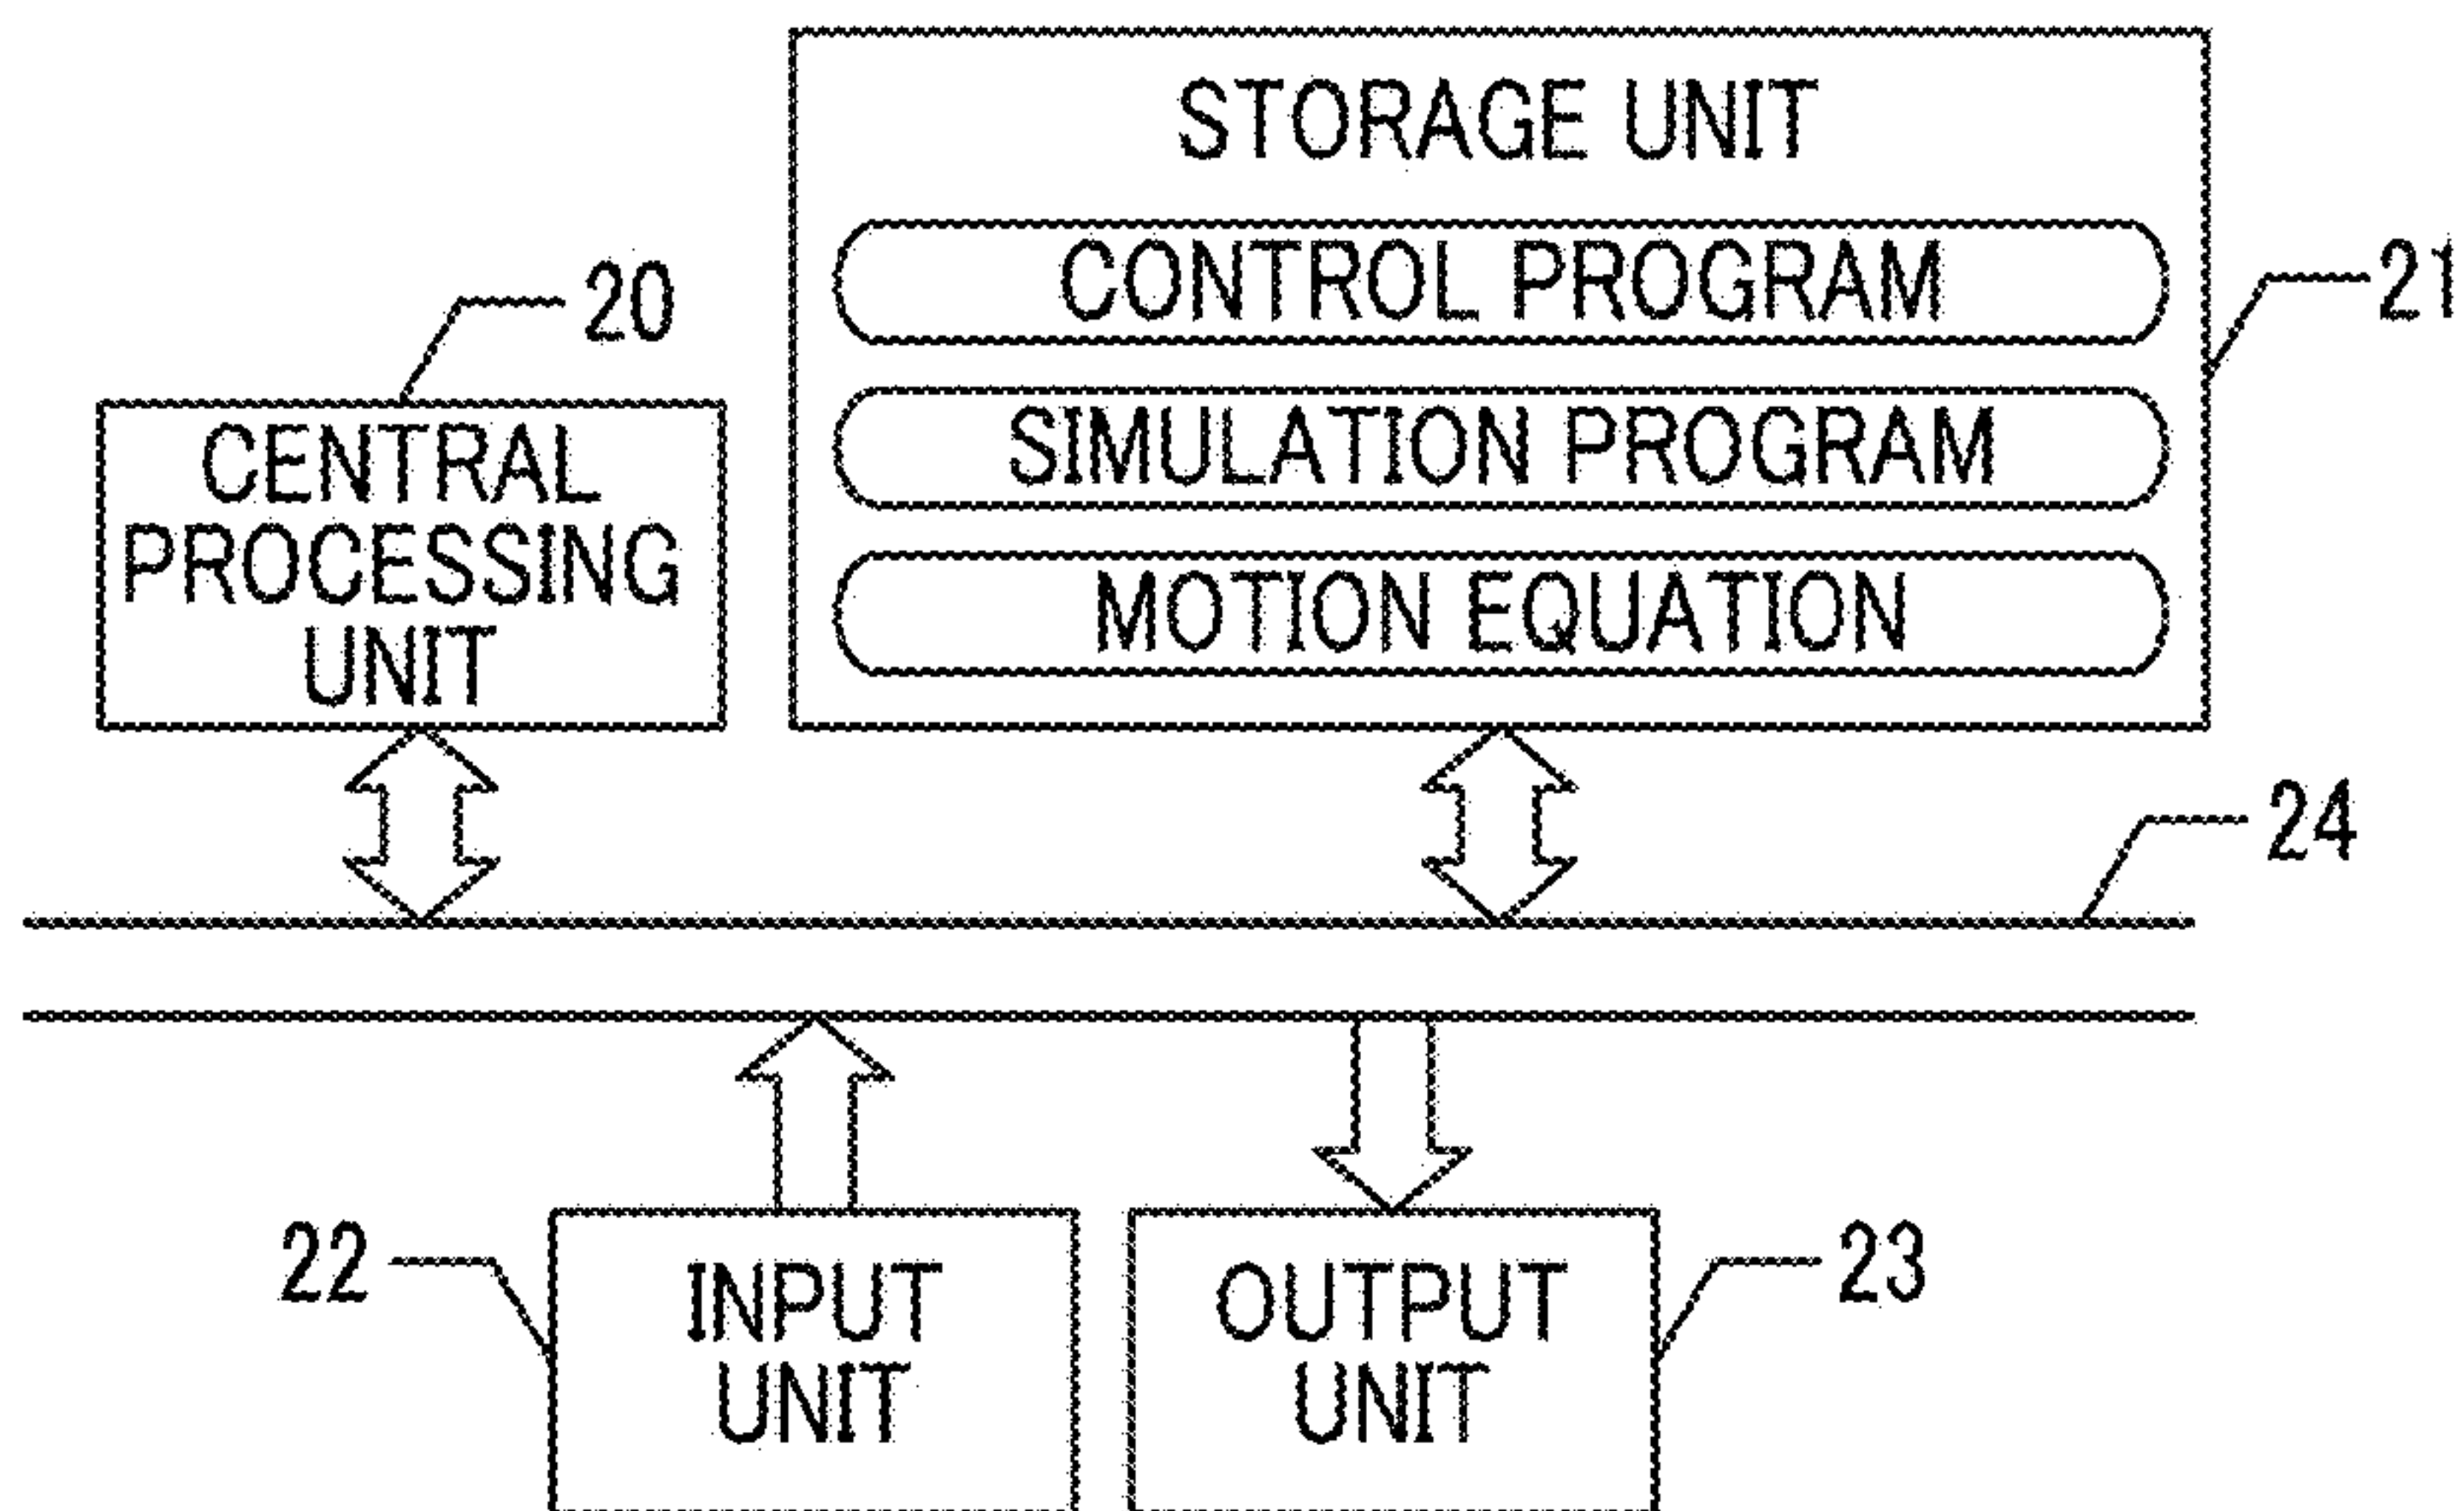 STORAGE UNIT
CONTROL PROGRAM
SIMULATION PROGRAM
MOTION EQUATION
21
20
CENTRAL
PROCESSING
UNIT
24
22
INPUT
UNIT
OUTPUT
UNIT
23